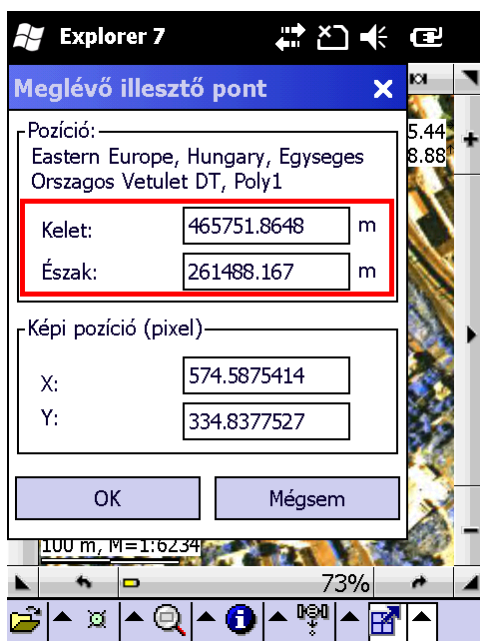 Explorer 7
Meglévő illesztő pont
5.44
8.88
Pozíció:
Eastern Europe, Hungary, Egyseges
Orszagos Vetulet DT, Poly1
Kelet: 465751.8648 m
Észak: 261488.167 m
Képi pozíció (pixel)
X: 574.5875414
Y: 334.8377527
OK Mégsem
100 m, M=1:6234
73%